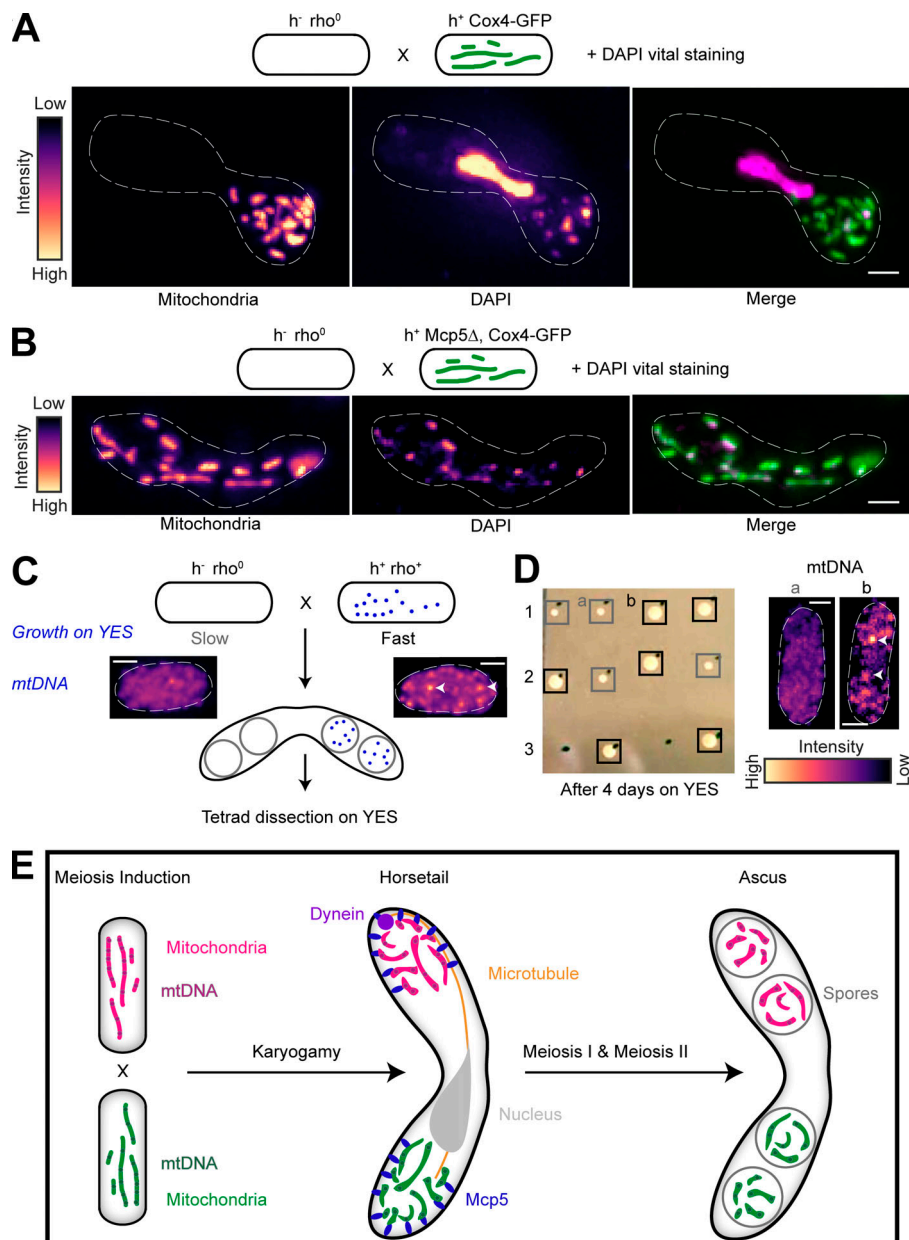 A
h⁻ rho⁰
X
h⁺ Cox4-GFP
+ DAPI vital staining
Low
Intensity
High
Mitochondria
DAPI
Merge
B
h⁻ rho⁰
X
h⁺ Mcp5Δ, Cox4-GFP
+ DAPI vital staining
Low
Intensity
High
Mitochondria
DAPI
Merge
C
h⁻ rho⁰
X
h⁺ rho⁺
Growth on YES
Slow
Fast
mtDNA
Tetrad dissection on YES
D
1
2
3
a
b
After 4 days on YES
mtDNA
a
b
Intensity
High
Low
E
Meiosis Induction
Horsetail
Ascus
Dynein
Mitochondria
mtDNA
Microtubule
Spores
X
Karyogamy
Meiosis I & Meiosis II
Nucleus
mtDNA
Mitochondria
Mcp5